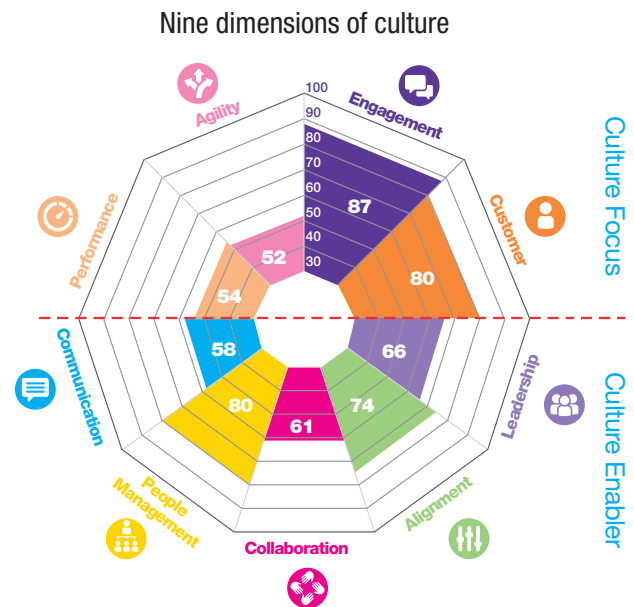 Nine dimensions of culture
100
90
80
70
60
50
40
30
Engagement
87
Customer
80
Leadership
66
Alignment
74
Collaboration
61
People
Management
80
Communication
58
Performance
54
Agility
52
Culture Focus
Culture Enabler